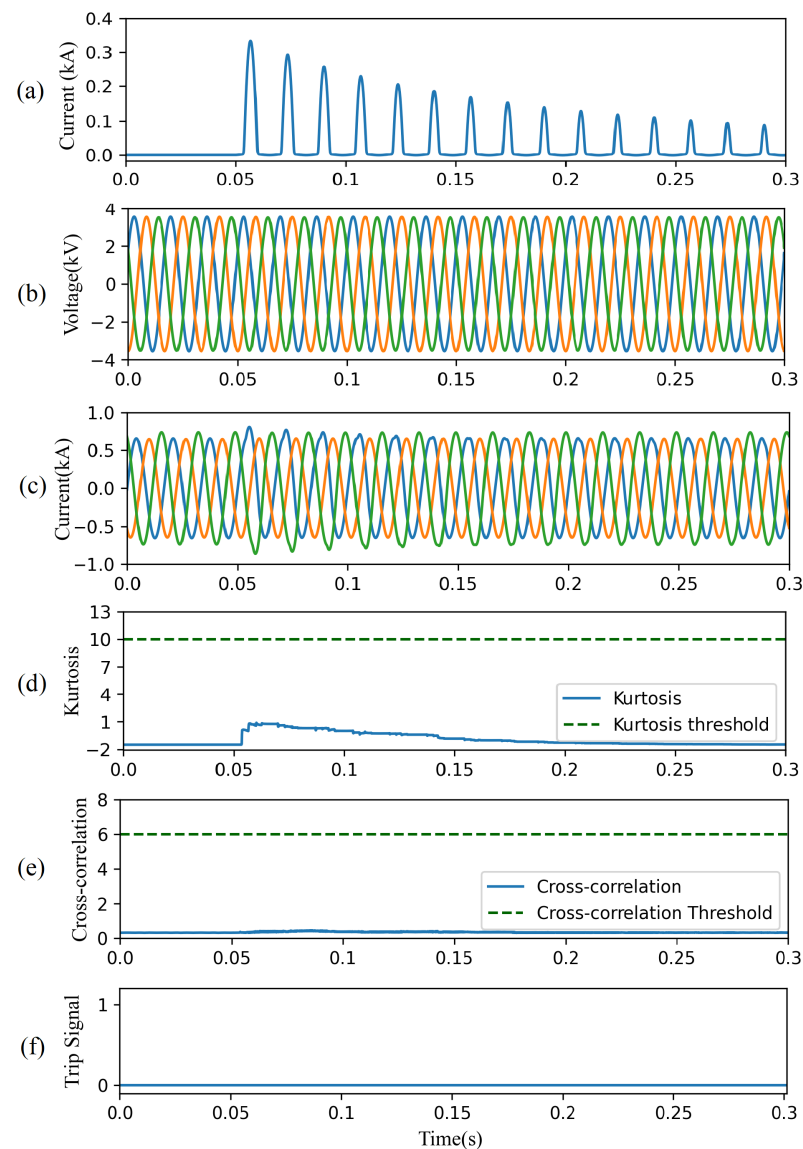 (a)
Current (kA)
0.4
0.3
0.2
0.1
0.0
0.0 0.05 0.1 0.15 0.2 0.25 0.3
(b)
Voltage(kV)
4
2
0
−2
−4
0.0 0.05 0.1 0.15 0.2 0.25 0.3
(c)
Current(kA)
1.0
0.5
0.0
−0.5
−1.0
0.0 0.05 0.1 0.15 0.2 0.25 0.3
(d)
Kurtosis
13
10
7
4
1
−2
Kurtosis
Kurtosis threshold
0.0 0.05 0.1 0.15 0.2 0.25 0.3
(e)
Cross-correlation
8
6
4
2
0
Cross-correlation
Cross-correlation Threshold
0.0 0.05 0.1 0.15 0.2 0.25 0.3
(f)
Trip Signal
1
0
0.0 0.05 0.1 0.15 0.2 0.25 0.3
Time(s)